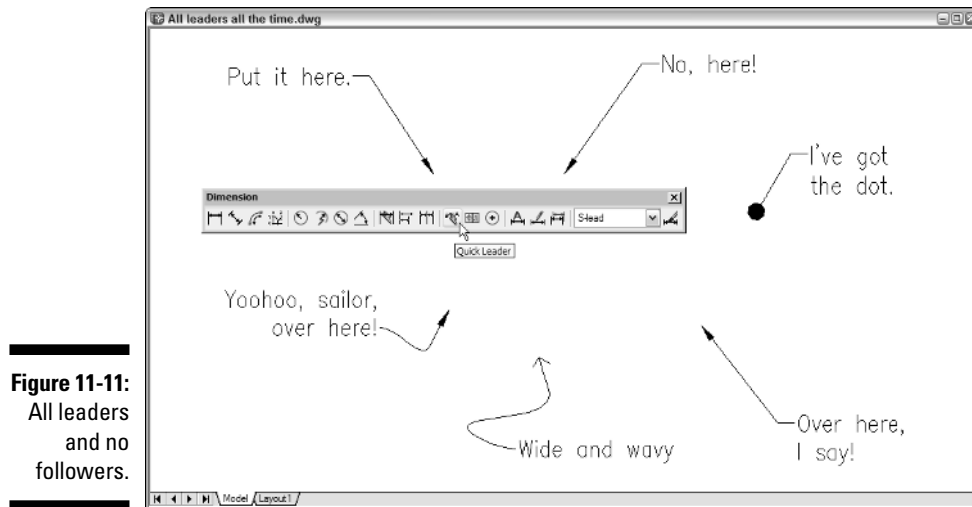 All leaders all the time.dwg
Put it here.
No, here!
I've got
the dot.
Dimension
S-lead
Quick Leader
Yoohoo, sailor,
over here!
Wide and wavy
Over here,
I say!
Model
Layout1
Figure 11-11:
All leaders
and no
followers.